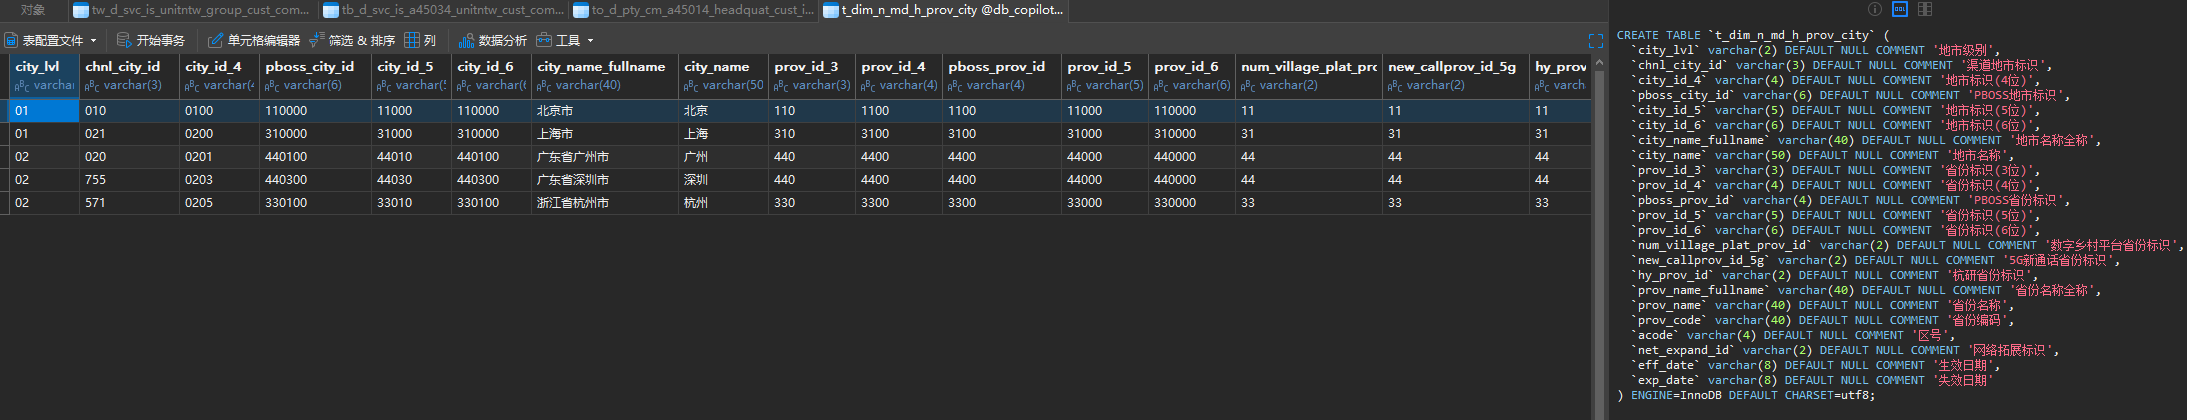 对象 tw_d_svc_is_unitntw_group_cust_com... tb_d_svc_is_a45034_unitntw_cust_com... to_d_pty_cm_a45014_headquat_cust_i... t_dim_n_md_h_prov_city @db_copilot...
表配置文件 开始事务 单元格编辑器 筛选 & 排序 列 数据分析 工具
city_lvl chnl_city_id city_id_4 pboss_city_id city_id_5 city_id_6 city_name_fullname city_name prov_id_3 prov_id_4 pboss_prov_id prov_id_5 prov_id_6 num_village_plat_pro new_callprov_id_5g hy_prov
varchar varchar(3) varchar(4 varchar(6) varchar(5 varchar(6 varchar(40) varchar(50 varchar(3) varchar(4) varchar(4) varchar(5) varchar(6) varchar(2) varchar(2) varch
01 010 0100 110000 11000 110000 北京市 北京 110 1100 1100 11000 110000 11 11 11
01 021 0200 310000 31000 310000 上海市 上海 310 3100 3100 31000 310000 31 31 31
02 020 0201 440100 44010 440100 广东省广州市 广州 440 4400 4400 44000 440000 44 44 44
02 755 0203 440300 44030 440300 广东省深圳市 深圳 440 4400 4400 44000 440000 44 44 44
02 571 0205 330100 33010 330100 浙江省杭州市 杭州 330 3300 3300 33000 330000 33 33 33
DDL
CREATE TABLE `t_dim_n_md_h_prov_city` (
`city_lvl` varchar(2) DEFAULT NULL COMMENT '地市级别',
`chnl_city_id` varchar(3) DEFAULT NULL COMMENT '渠道地市标识',
`city_id_4` varchar(4) DEFAULT NULL COMMENT '地市标识(4位)',
`pboss_city_id` varchar(6) DEFAULT NULL COMMENT 'PBOSS地市标识',
`city_id_5` varchar(5) DEFAULT NULL COMMENT '地市标识(5位)',
`city_id_6` varchar(6) DEFAULT NULL COMMENT '地市标识(6位)',
`city_name_fullname` varchar(40) DEFAULT NULL COMMENT '地市名称全称',
`city_name` varchar(50) DEFAULT NULL COMMENT '地市名称',
`prov_id_3` varchar(3) DEFAULT NULL COMMENT '省份标识(3位)',
`prov_id_4` varchar(4) DEFAULT NULL COMMENT '省份标识(4位)',
`pboss_prov_id` varchar(4) DEFAULT NULL COMMENT 'PBOSS省份标识',
`prov_id_5` varchar(5) DEFAULT NULL COMMENT '省份标识(5位)',
`prov_id_6` varchar(6) DEFAULT NULL COMMENT '省份标识(6位)',
`num_village_plat_prov_id` varchar(2) DEFAULT NULL COMMENT '数字乡村平台省份标识',
`new_callprov_id_5g` varchar(2) DEFAULT NULL COMMENT '5G新通话省份标识',
`hy_prov_id` varchar(2) DEFAULT NULL COMMENT '杭研省份标识',
`prov_name_fullname` varchar(40) DEFAULT NULL COMMENT '省份名称全称',
`prov_name` varchar(40) DEFAULT NULL COMMENT '省份名称',
`prov_code` varchar(40) DEFAULT NULL COMMENT '省份编码',
`acode` varchar(4) DEFAULT NULL COMMENT '区号',
`net_expand_id` varchar(2) DEFAULT NULL COMMENT '网络拓展标识',
`eff_date` varchar(8) DEFAULT NULL COMMENT '生效日期',
`exp_date` varchar(8) DEFAULT NULL COMMENT '失效日期'
) ENGINE=InnoDB DEFAULT CHARSET=utf8;